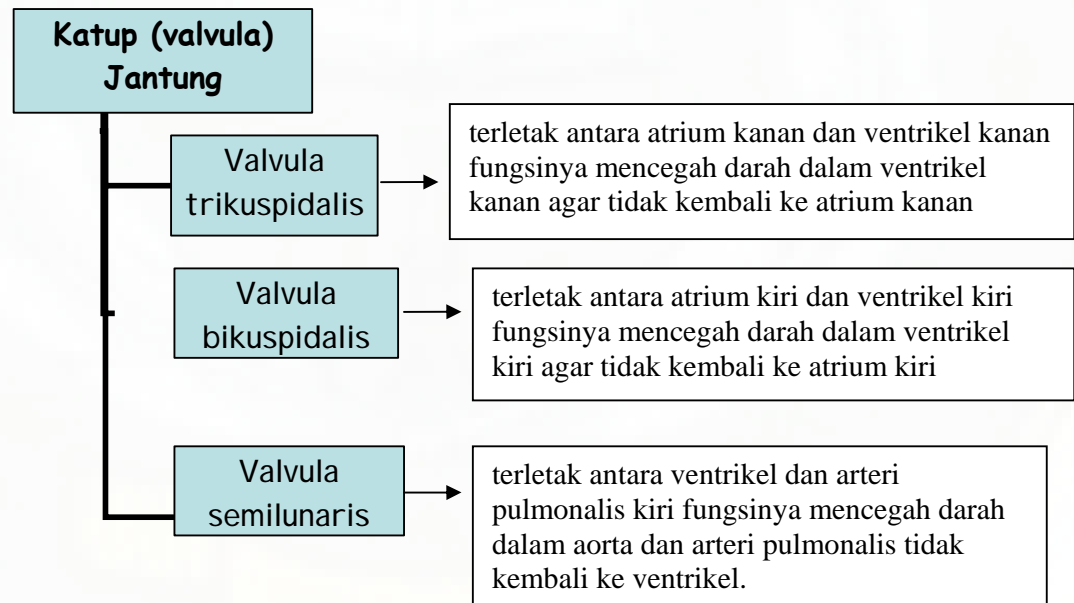 Katup (valvula)
Jantung
Valvula
trikuspidalis
terletak antara atrium kanan dan ventrikel kanan
fungsinya mencegah darah dalam ventrikel
kanan agar tidak kembali ke atrium kanan
Valvula
bikuspidalis
terletak antara atrium kiri dan ventrikel kiri
fungsinya mencegah darah dalam ventrikel
kiri agar tidak kembali ke atrium kiri
Valvula
semilunaris
terletak antara ventrikel dan arteri
pulmonalis kiri fungsinya mencegah darah
dalam aorta dan arteri pulmonalis tidak
kembali ke ventrikel.